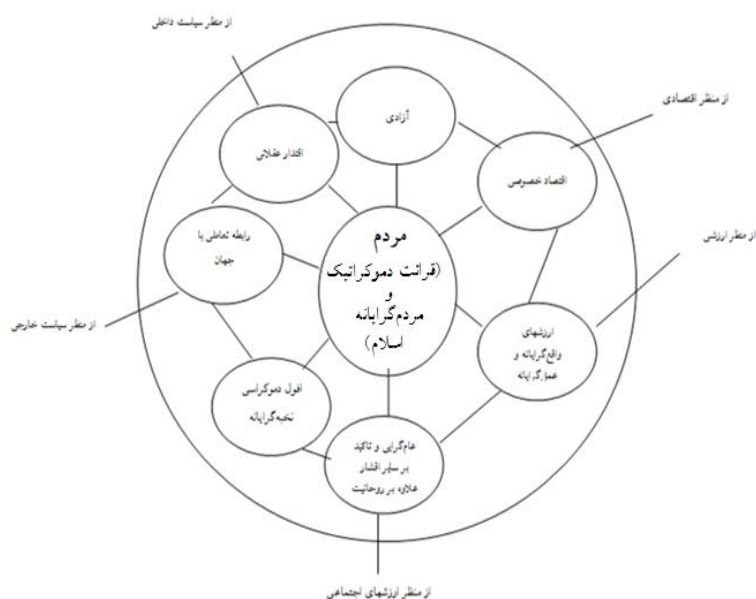 از منظر سیاست داخلی
آزادی
از منظر اقتصادی
اقتدار عقلانی
اقتصاد خصوصی
مردم
(قرائت دموکراتیک
و
مردم‌گرایانه
اسلام)
رابطه تعاملی با
جهان
از منظر ارزشی
از منظر سیاست خارجی
ارزشهای
واقع‌گرایانه و
عمل‌گرایانه
افول دموکراسی
نخبه‌گرایانه
عام‌گرایی و تاکید
بر سایر اقشار
علاوه بر روحانیت
از منظر ارزشهای اجتماعی